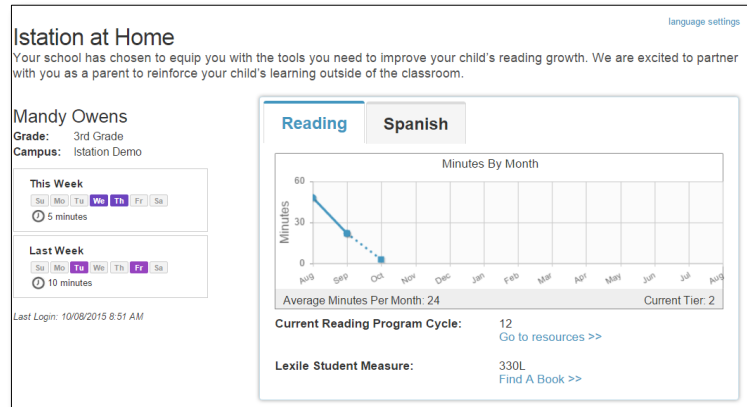 language settings
Istation at Home
Your school has chosen to equip you with the tools you need to improve your child's reading growth. We are excited to partner
with you as a parent to reinforce your child's learning outside of the classroom.
Mandy Owens
Grade: 3rd Grade
Campus: Istation Demo
This Week
Su Mo Tu We Th Fr Sa
5 minutes
Last Week
Su Mo Tu We Th Fr Sa
10 minutes
Last Login: 10/08/2015 8:51 AM
Reading Spanish
Minutes By Month
Minutes
60
30
0
Aug Sep Oct Nov Dec Jan Feb Mar Apr May Jun Jul Aug
Average Minutes Per Month: 24 Current Tier: 2
Current Reading Program Cycle: 12
Go to resources >>
Lexile Student Measure: 330L
Find A Book >>